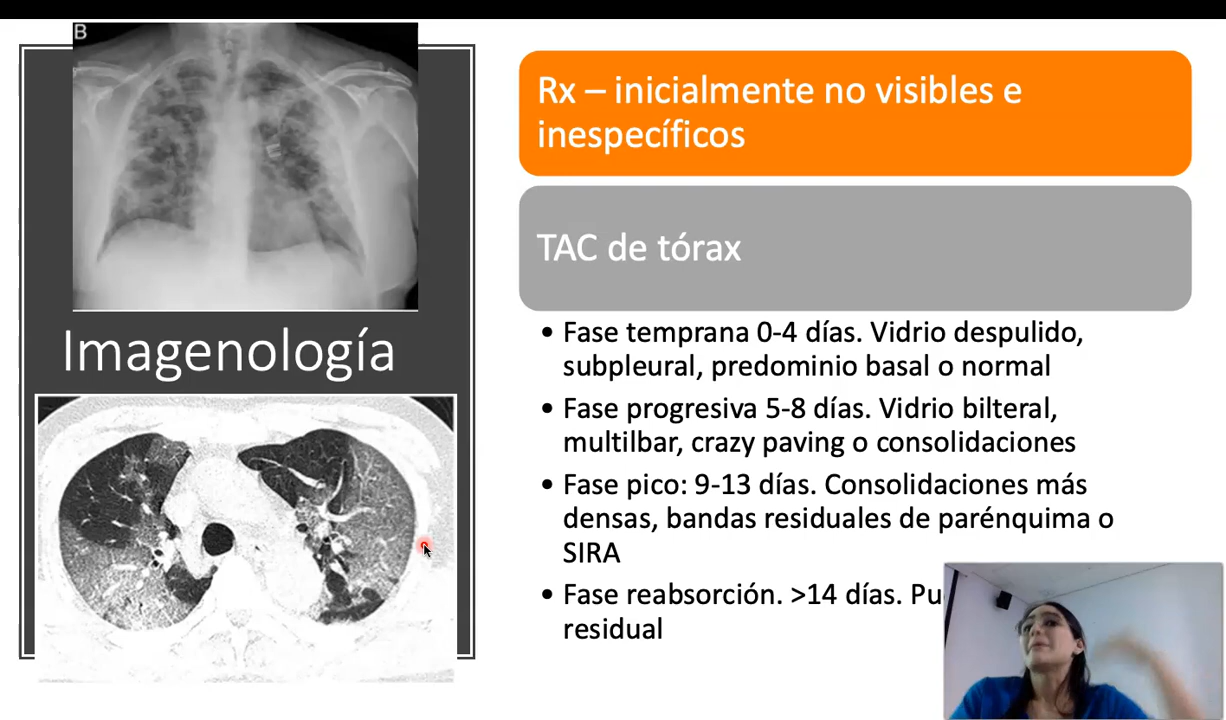 B
Imagenología
Rx – inicialmente no visibles e
inespecíficos
TAC de tórax
• Fase temprana 0-4 días. Vidrio despulido,
subpleural, predominio basal o normal
• Fase progresiva 5-8 días. Vidrio bilteral,
multilbar, crazy paving o consolidaciones
• Fase pico: 9-13 días. Consolidaciones más
densas, bandas residuales de parénquima o
SIRA
• Fase reabsorción. >14 días.
residual